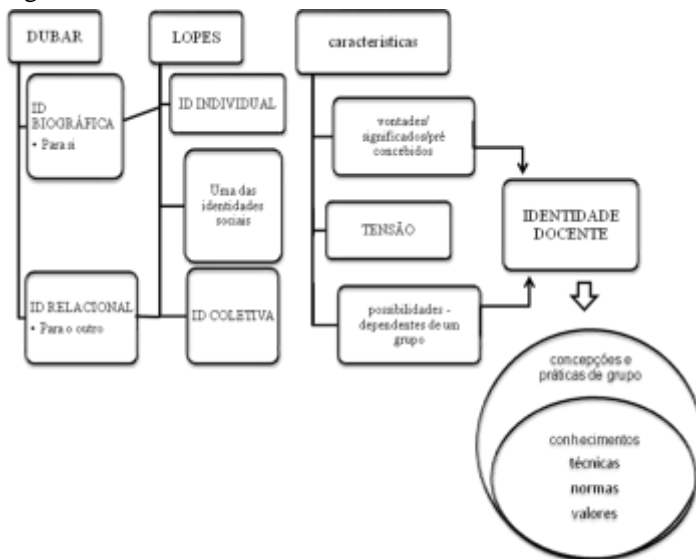 DUBAR
LOPES
características
ID
BIOGRÁFICA
• Para si
ID INDIVIDUAL
vontades/
significados/pré
concebidos
Uma das
identidades
sociais
TENSÃO
IDENTIDADE
DOCENTE
ID RELACIONAL
• Para o outro
ID COLETIVA
possibilidades -
dependentes de um
grupo
concepções e
práticas de grupo
conhecimentos
técnicas
normas
valores